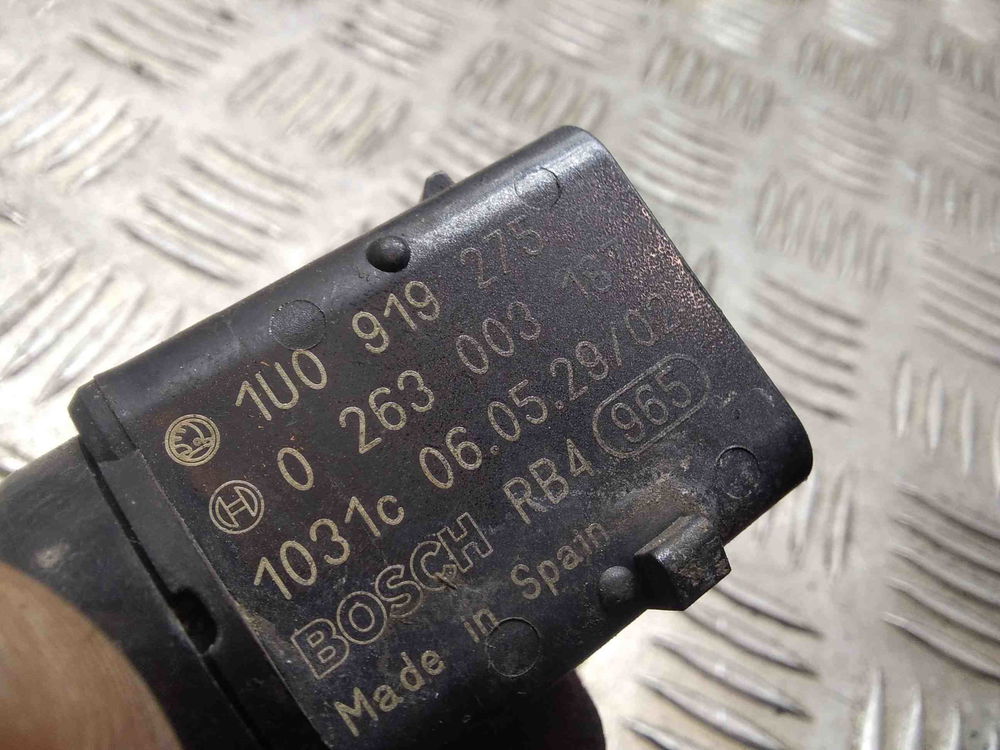 1U0 919 275
0 263 003 167
1031c 06.05.29/02
BOSCH RB4 965
Made in Spain